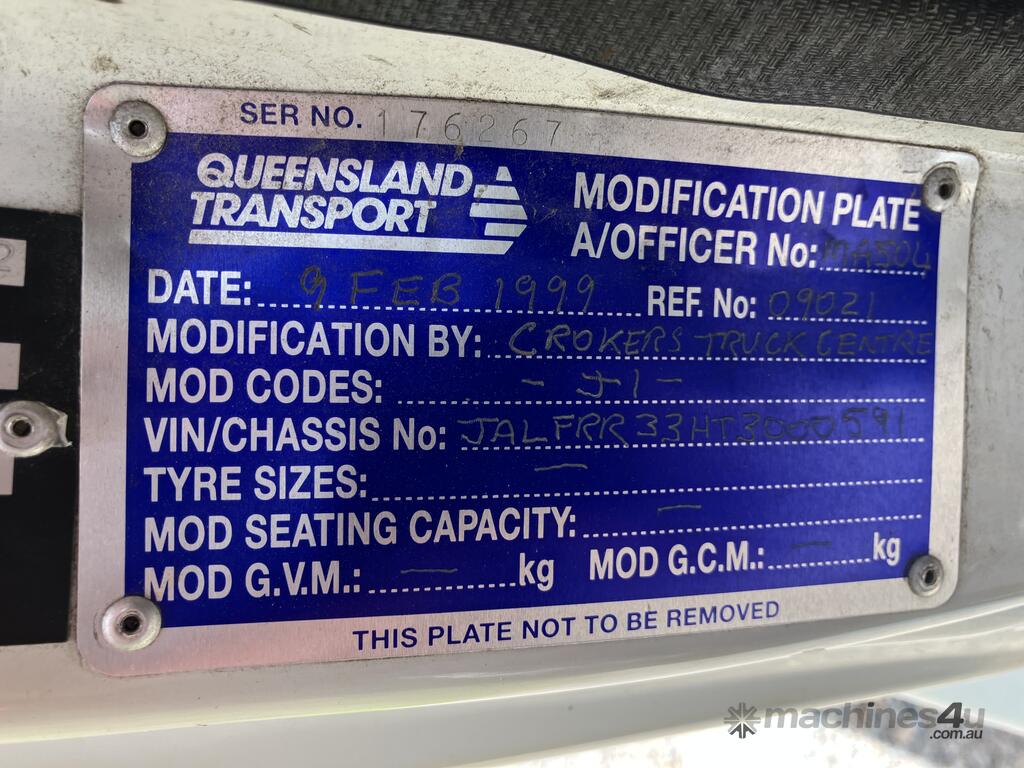 SER NO. 176267
QUEENSLAND TRANSPORT
MODIFICATION PLATE
A/OFFICER No: MA504
DATE: 9 FEB 1999 REF. No: 09021
MODIFICATION BY: CROKERS TRUCK CENTRE
MOD CODES: - J1 -
VIN/CHASSIS No: JALFRR33HT3000591
TYRE SIZES: —
MOD SEATING CAPACITY: —
MOD G.V.M.: — kg MOD G.C.M.: — kg
THIS PLATE NOT TO BE REMOVED
2
machines4u
.com.au